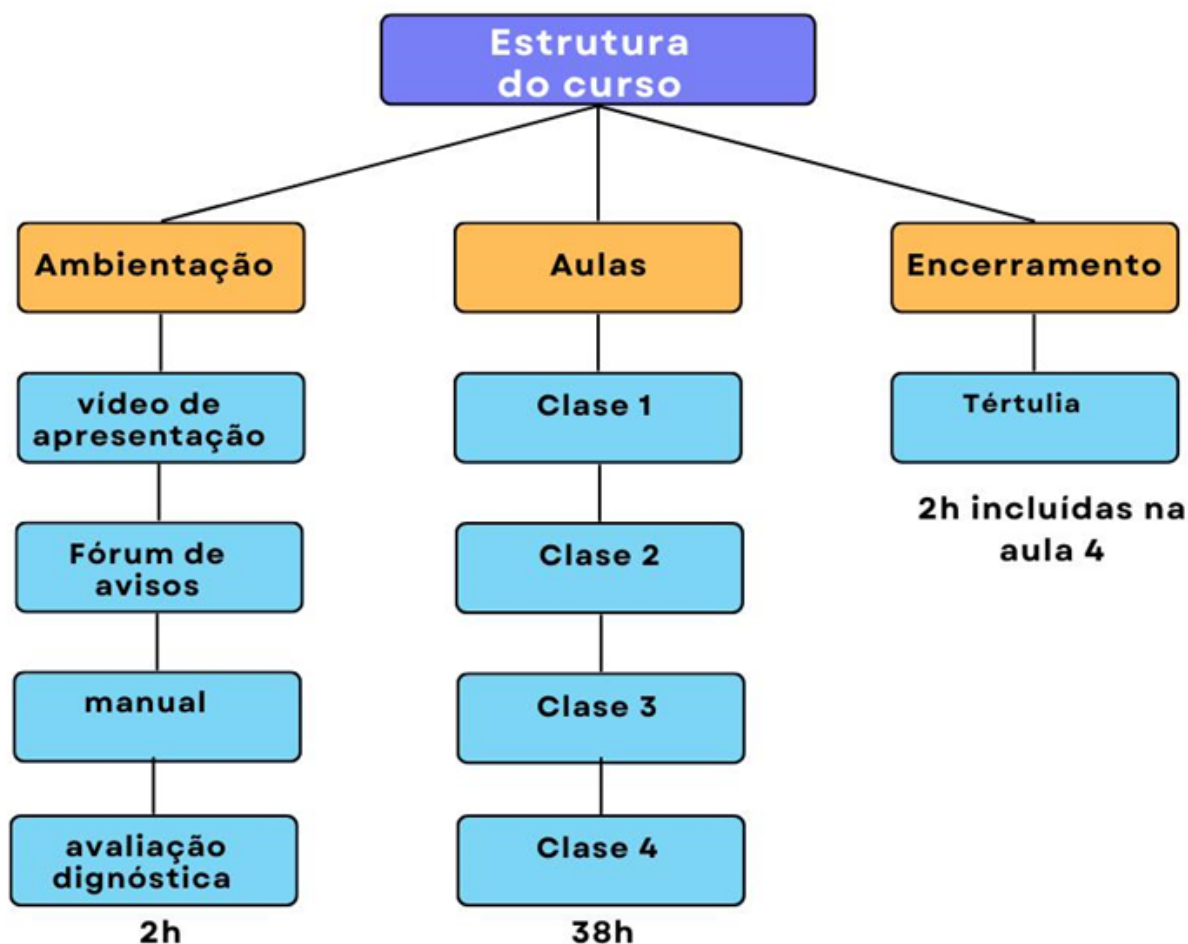 Estrutura
do curso
Ambientação
vídeo de
apresentação
Fórum de
avisos
manual
avaliação
dignóstica
2h
Aulas
Clase 1
Clase 2
Clase 3
Clase 4
38h
Encerramento
Tértulia
2h incluídas na
aula 4